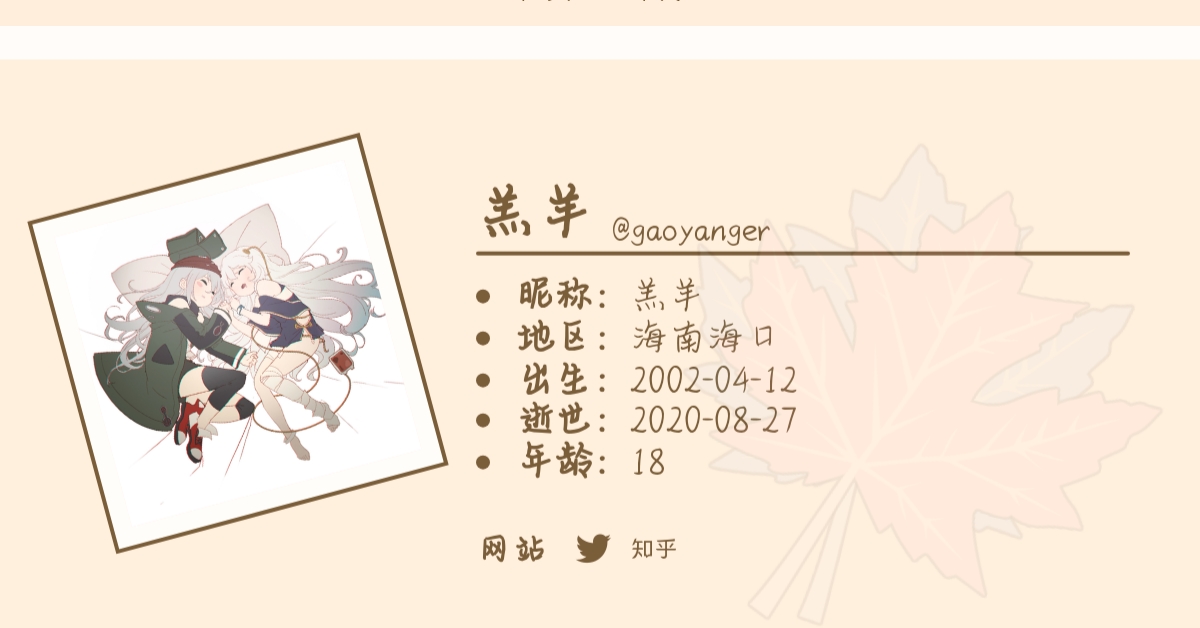 羔羊 @gaoyanger
昵称： 羔羊
地区： 海南海口
出生： 2002-04-12
逝世： 2020-08-27
年龄： 18
网站 知乎